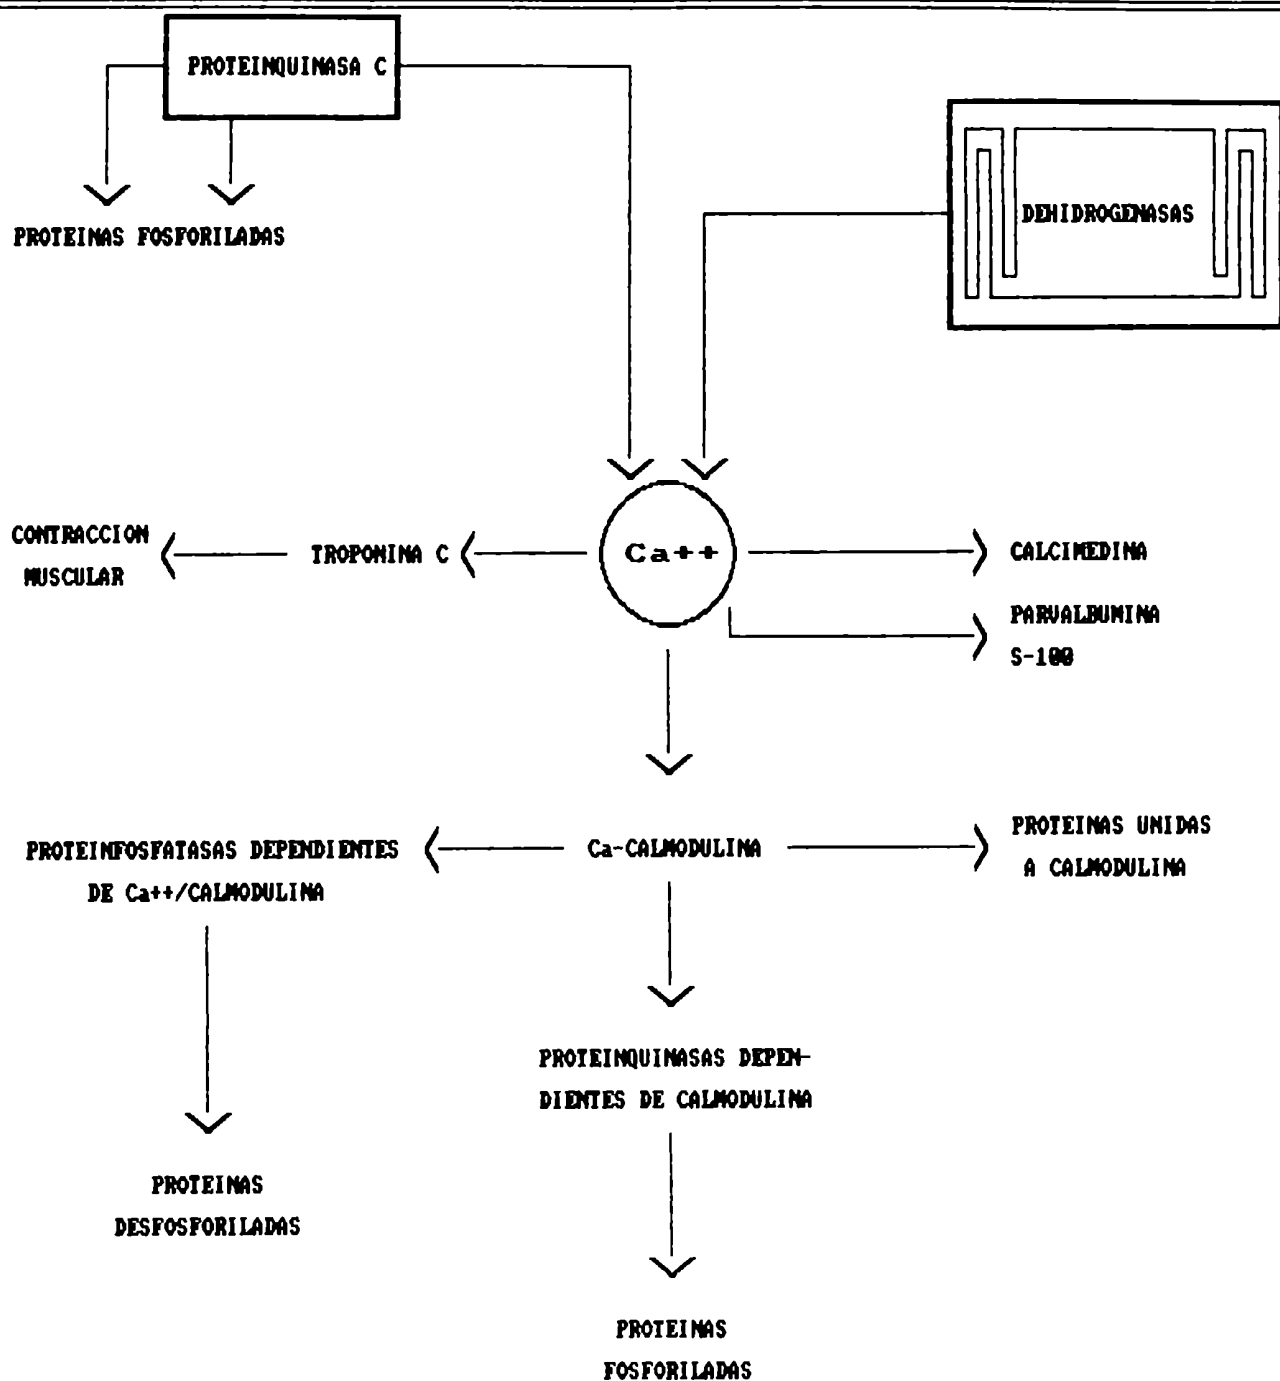 PROTEINQUINASA C
DEHIDROGENASAS
PROTEINAS FOSFORILADAS
CONTRACCION
MUSCULAR
TROPONINA C
Ca++
CALCIMEDINA
PARVALBUMINA
S-100
PROTEINFOSFATASAS DEPENDIENTES
DE Ca++/CALMODULINA
Ca-CALMODULINA
PROTEINAS UNIDAS
A CALMODULINA
PROTEINQUINASAS DEPEN-
DIENTES DE CALMODULINA
PROTEINAS
DESFOSFORILADAS
PROTEINAS
FOSFORILADAS